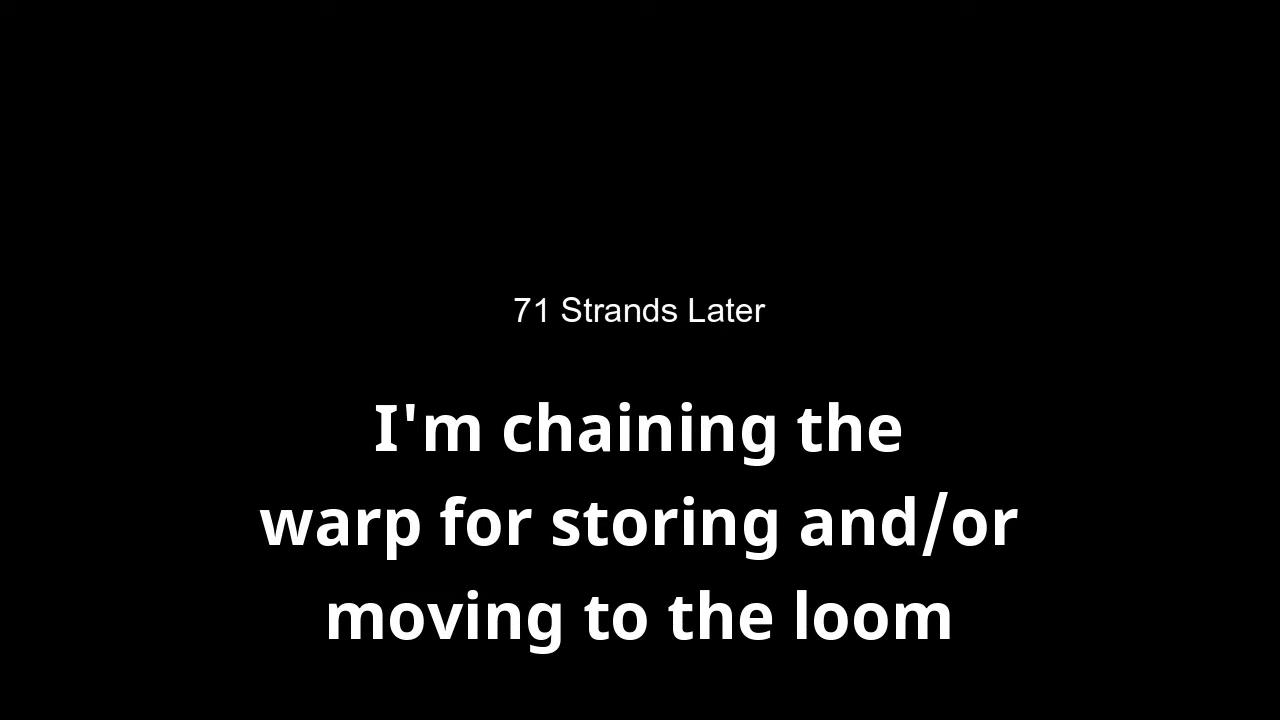 71 Strands Later
I'm chaining the
warp for storing and/or
moving to the loom